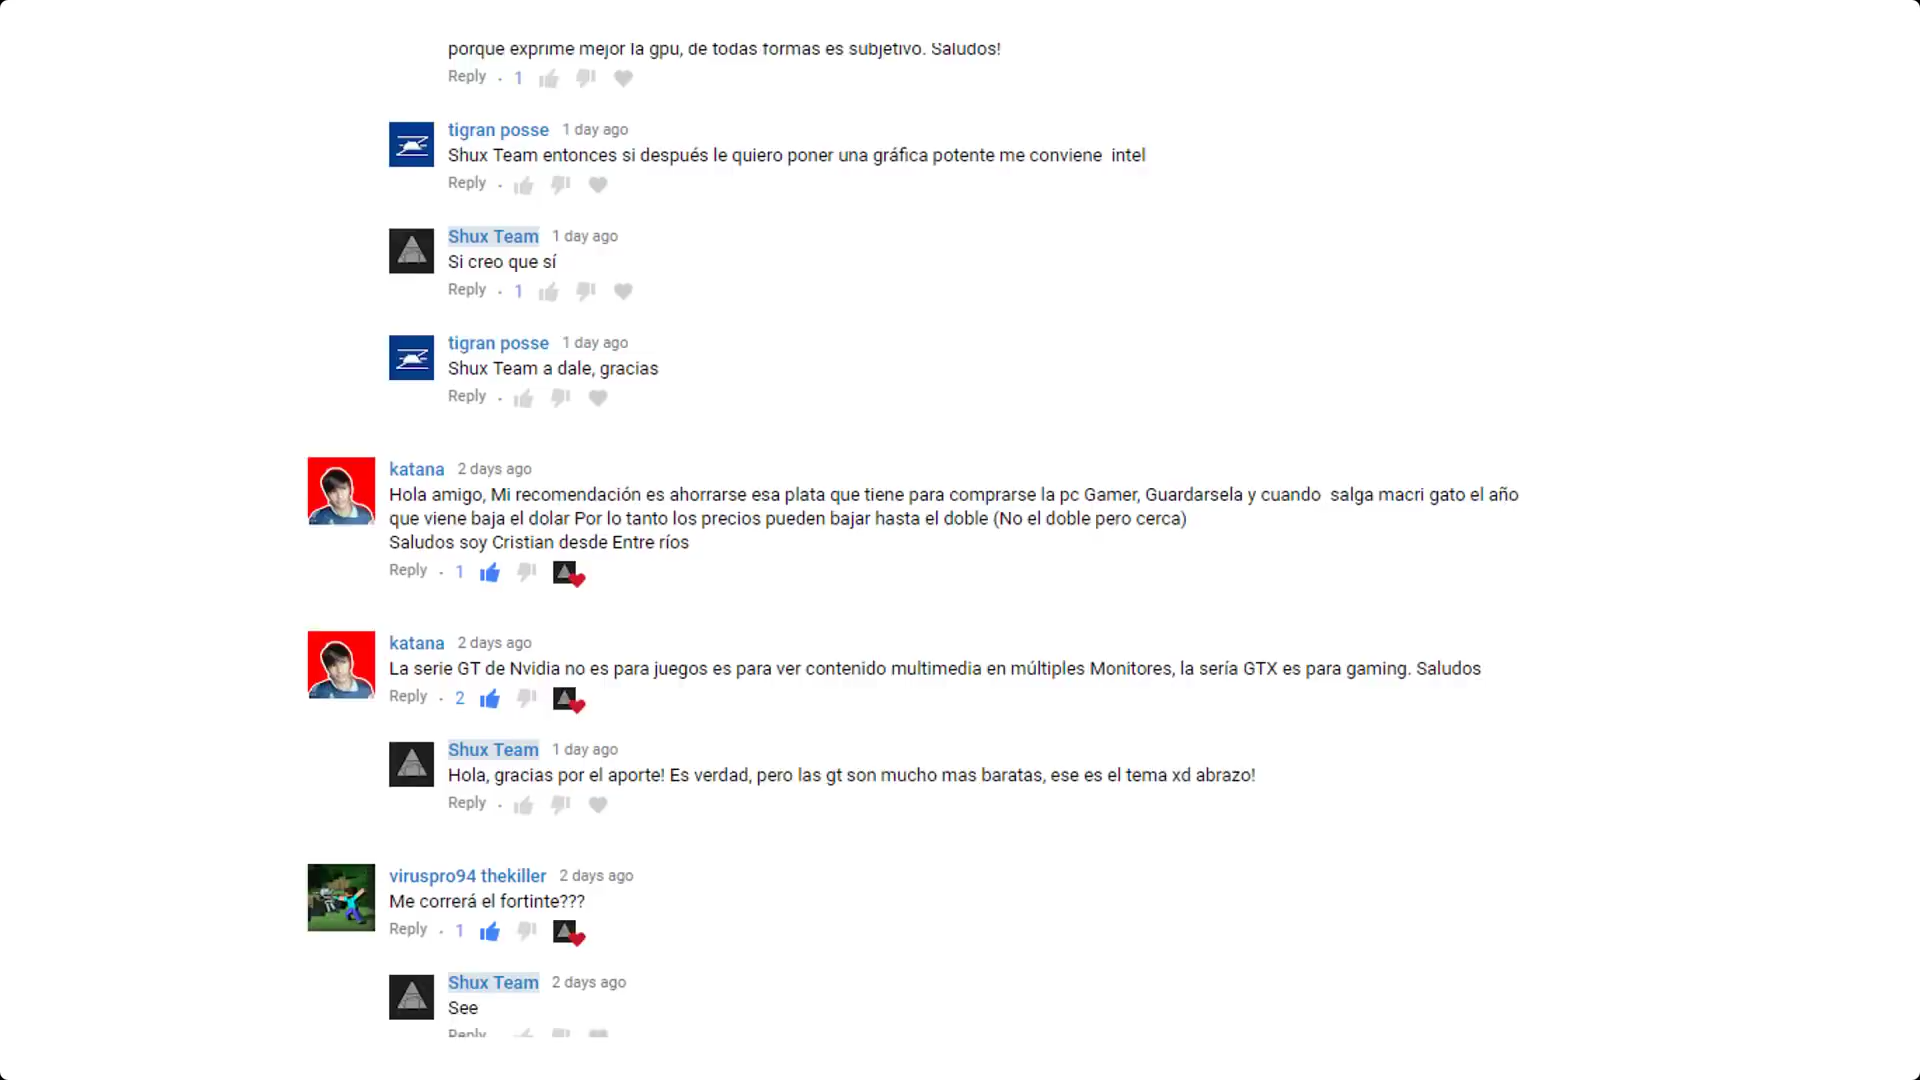 porque exprime mejor la gpu, de todas formas es subjetivo. Saludos!
Reply . 1
tigran posse 1 day ago
Shux Team entonces si después le quiero poner una gráfica potente me conviene  intel
Reply .
Shux Team 1 day ago
Si creo que sí
Reply . 1
tigran posse 1 day ago
Shux Team a dale, gracias
Reply .
katana 2 days ago
Hola amigo, Mi recomendación es ahorrarse esa plata que tiene para comprarse la pc Gamer, Guardarsela y cuando  salga macri gato el año
que viene baja el dolar Por lo tanto los precios pueden bajar hasta el doble (No el doble pero cerca)
Saludos soy Cristian desde Entre ríos
Reply . 1
katana 2 days ago
La serie GT de Nvidia no es para juegos es para ver contenido multimedia en múltiples Monitores, la sería GTX es para gaming. Saludos
Reply . 2
Shux Team 1 day ago
Hola, gracias por el aporte! Es verdad, pero las gt son mucho mas baratas, ese es el tema xd abrazo!
Reply .
viruspro94 thekiller 2 days ago
Me correrá el fortinte???
Reply . 1
Shux Team 2 days ago
See
Reply